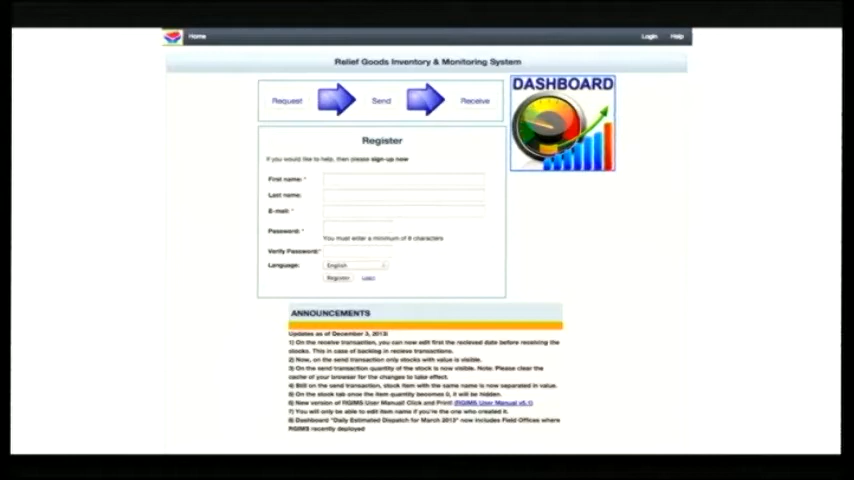 Home
Login
Help
Relief Goods Inventory & Monitoring System
Request
Send
Receive
DASHBOARD
Register
If you would like to help, then please sign-up now
First name: *
Last name:
E-mail: *
Password: *
You must enter a minimum of 8 characters
Verify Password:*
Language:
English
Register
Login
ANNOUNCEMENTS
Updates as of December 3, 2013:
1) On the receive transaction, you can now edit first the recieved date before receiving the
stocks. This in case of backlog in recieve transactions.
2) Now, on the send transaction only stocks with value is visible.
3) On the send transaction quantity of the stock is now visible. Note: Please clear the
cache of your browser for the changes to take effect.
4) Still on the send transaction, stock item with the same name is now separated in value.
5) On the stock tab once the item quantity becomes 0, it will be hidden.
6) New version of RGIMS User Manual! Click and Print! (RGIMS User Manual v5.1)
7) You will only be able to edit item name if you're the one who created it.
8) Dashboard "Daily Estimated Dispatch for March 2013" now includes Field Offices where
RGIMS recently deployed